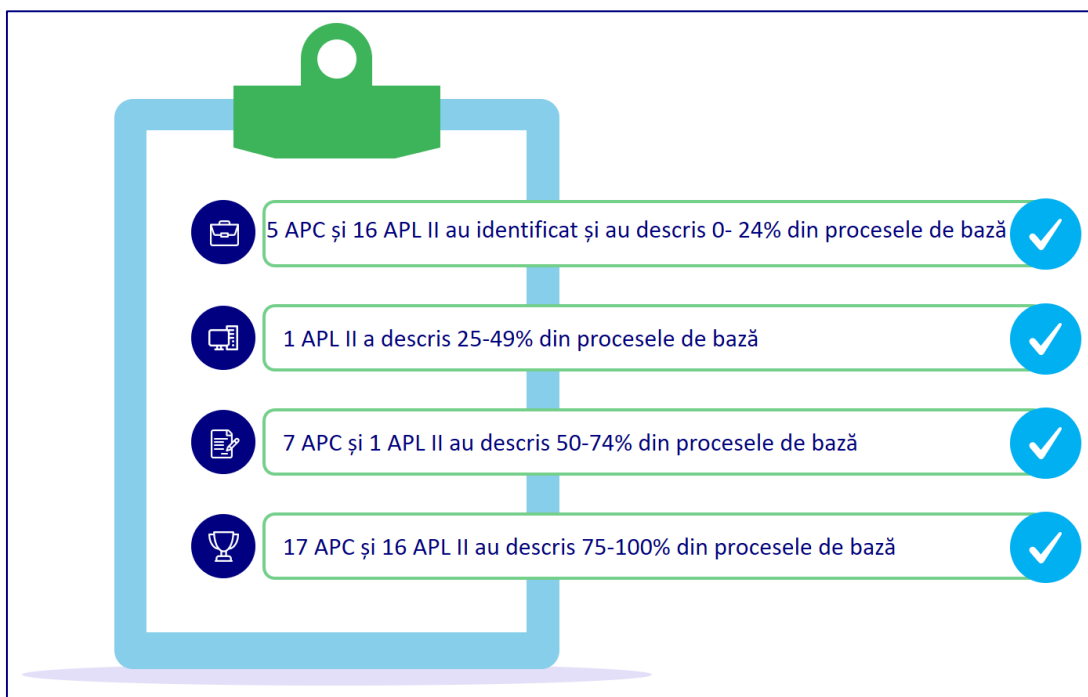 5 APC și 16 APL II au identificat și au descris 0- 24% din procesele de bază
1 APL II a descris 25-49% din procesele de bază
7 APC și 1 APL II au descris 50-74% din procesele de bază
17 APC și 16 APL II au descris 75-100% din procesele de bază